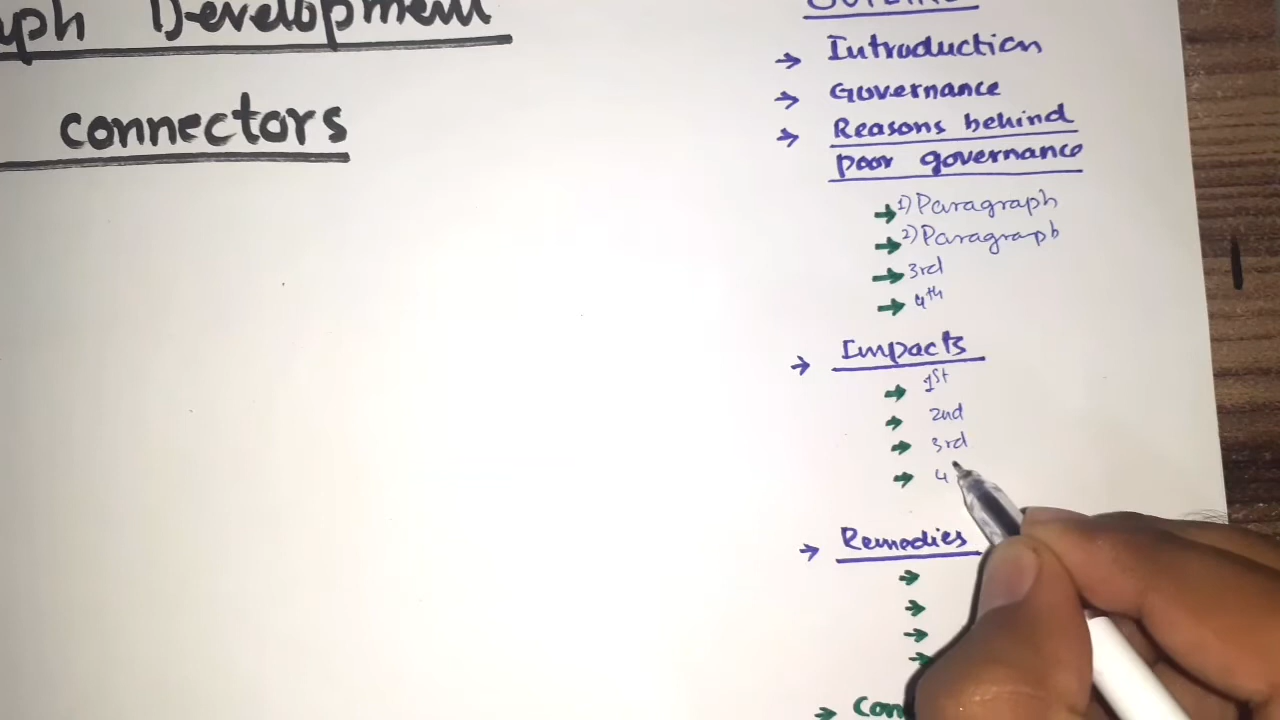 Development
connectors
Introduction
Governance
Reasons behind
poor governance
1) Paragraph
2) Paragraph
3rd
4th
Impacts
1st
2nd
3rd
4
Remedies